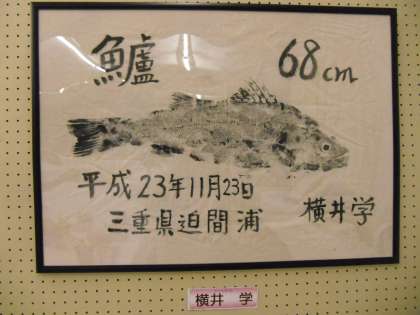 鱸 68cm
平成23年11月23日
三重県迫間浦 横井学
横井 学